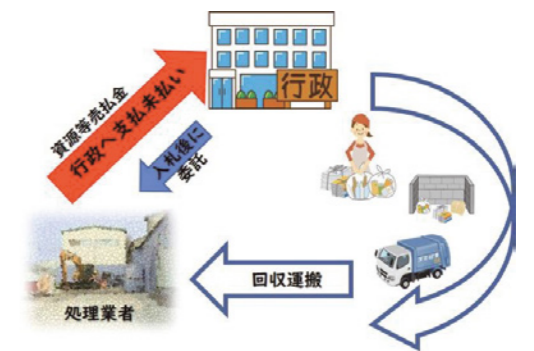 行政
資源等売払金
行政へ支払未払い
入札後に
委託
回収運搬
処理業者